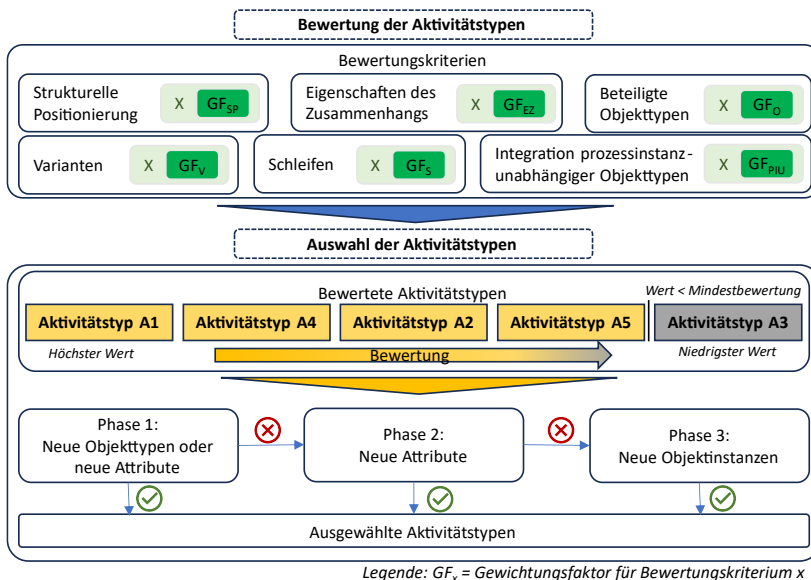 Bewertung der Aktivitätstypen
Bewertungskriterien
Strukturelle
Positionierung
X GF_SP
Eigenschaften des
Zusammenhangs
X GF_EZ
Beteiligte
Objekttypen
X GF_O
Varianten
X GF_V
Schleifen
X GF_S
Integration prozessinstanz-
unabhängiger Objekttypen
X GF_PIU
Auswahl der Aktivitätstypen
Bewertete Aktivitätstypen
Wert < Mindestbewertung
Aktivitätstyp A1
Aktivitätstyp A4
Aktivitätstyp A2
Aktivitätstyp A5
Aktivitätstyp A3
Höchster Wert
Bewertung
Niedrigster Wert
Phase 1:
Neue Objekttypen oder
neue Attribute
Phase 2:
Neue Attribute
Phase 3:
Neue Objektinstanzen
Ausgewählte Aktivitätstypen
Legende: GF_x = Gewichtungsfaktor für Bewertungskriterium x